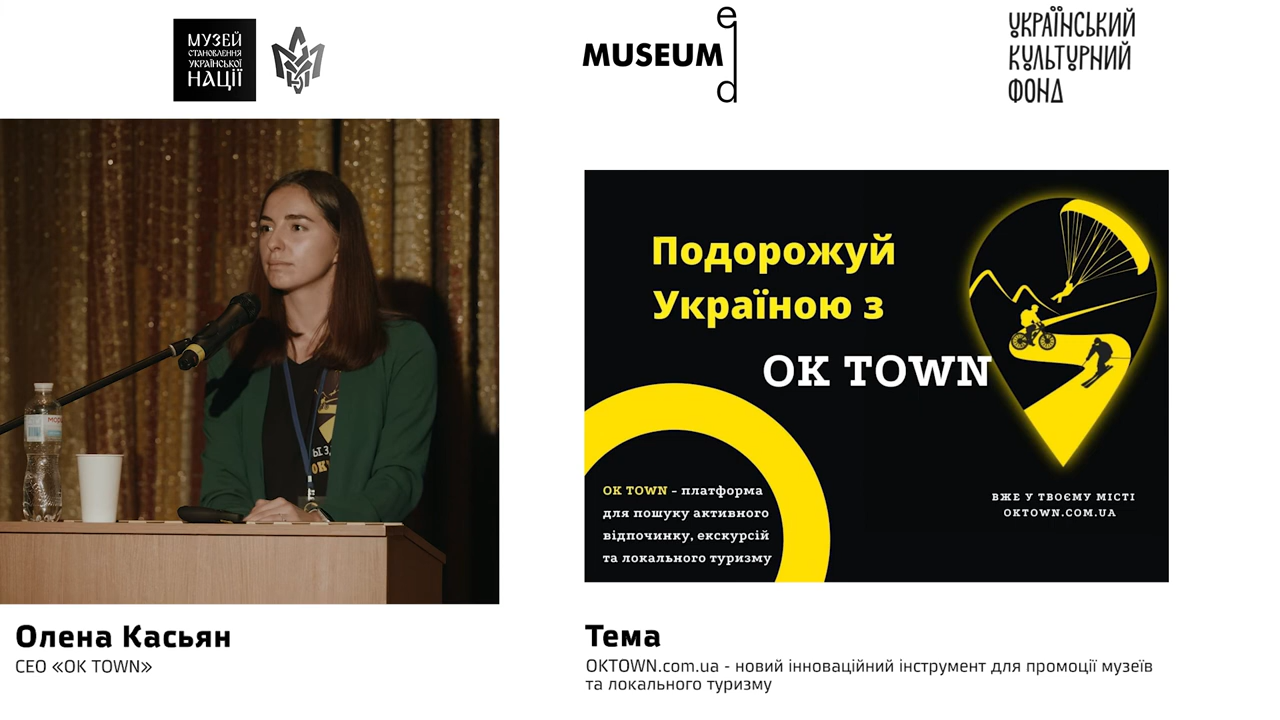 МУЗЕЙ
СТАНОВЛЕННЯ
УКРАЇНСЬКОЇ
НАЦІЇ
MUSEUM
ed
УКРАЇНСЬКИЙ
КУЛЬТУРНИЙ
ФОНД
Подорожуй
Україною з
OK TOWN
OK TOWN - платформа
для пошуку активного
відпочинку, екскурсій
та локального туризму
ВЖЕ У ТВОЄМУ МІСТІ
OKTOWN.COM.UA
Олена Касьян
CEO «OK TOWN»
Тема
OKTOWN.com.ua - новий інноваційний інструмент для промоції музеїв
та локального туризму